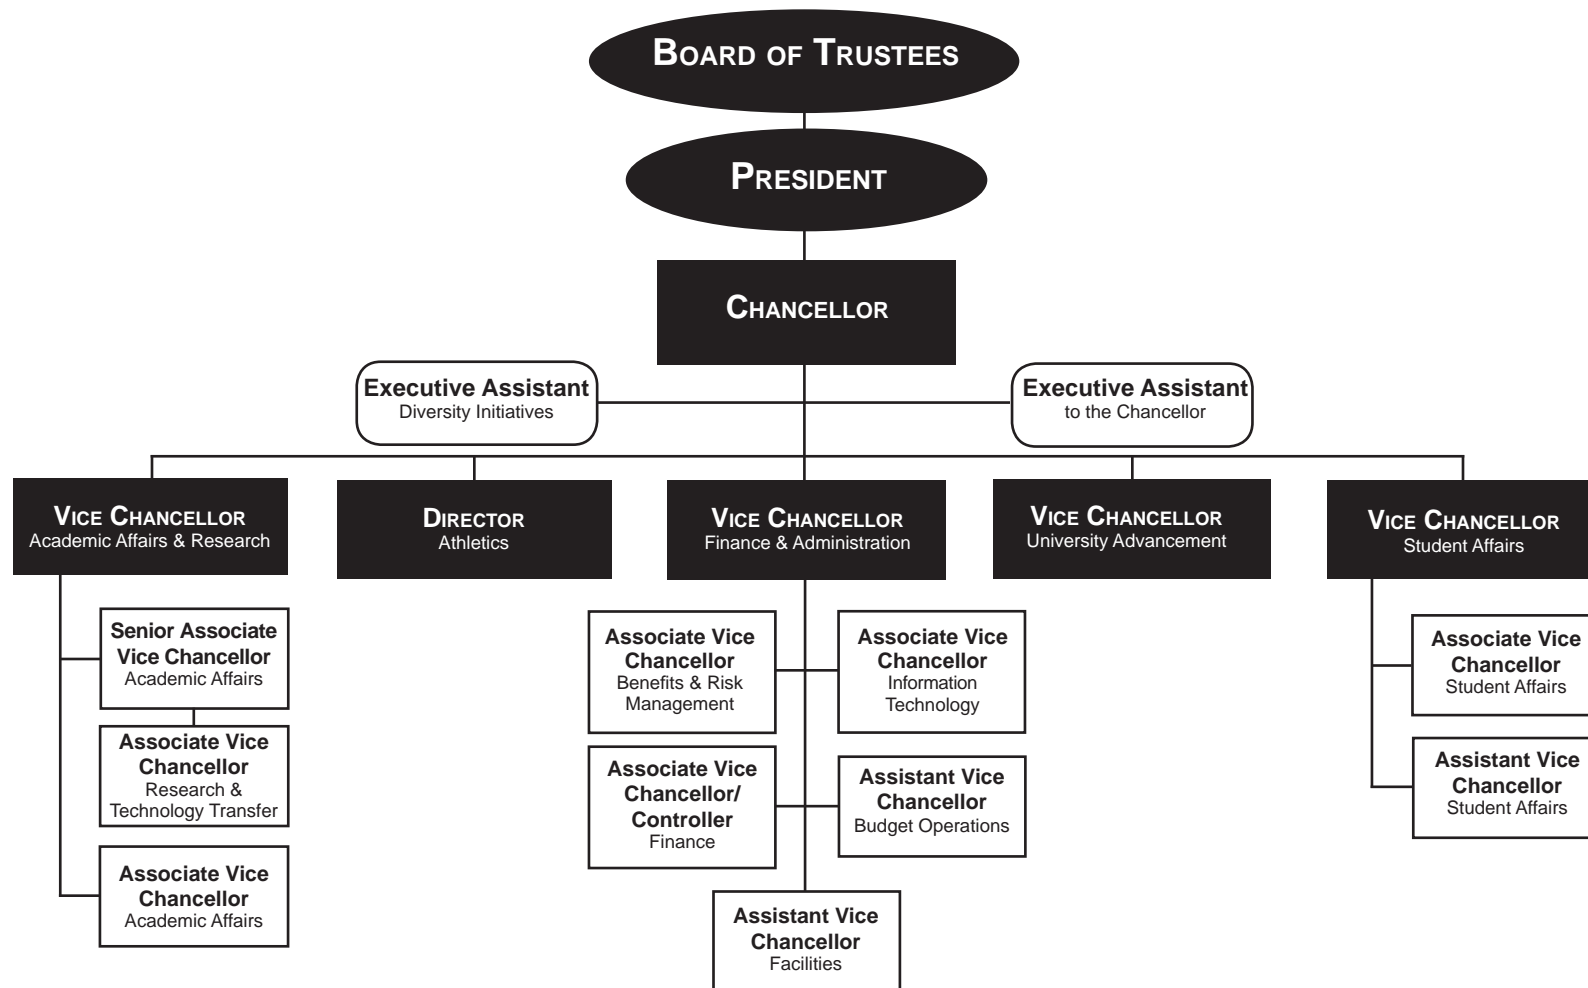 BOARD OF TRUSTEES
PRESIDENT
CHANCELLOR
Executive Assistant
Diversity Initiatives
Executive Assistant
to the Chancellor
VICE CHANCELLOR
Academic Affairs & Research
DIRECTOR
Athletics
VICE CHANCELLOR
Finance & Administration
VICE CHANCELLOR
University Advancement
VICE CHANCELLOR
Student Affairs
Senior Associate
Vice Chancellor
Academic Affairs
Associate Vice
Chancellor
Research &
Technology Transfer
Associate Vice
Chancellor
Academic Affairs
Associate Vice
Chancellor
Benefits & Risk
Management
Associate Vice
Chancellor
Information
Technology
Associate Vice
Chancellor/
Controller
Finance
Assistant Vice
Chancellor
Budget Operations
Assistant Vice
Chancellor
Facilities
Associate Vice
Chancellor
Student Affairs
Assistant Vice
Chancellor
Student Affairs